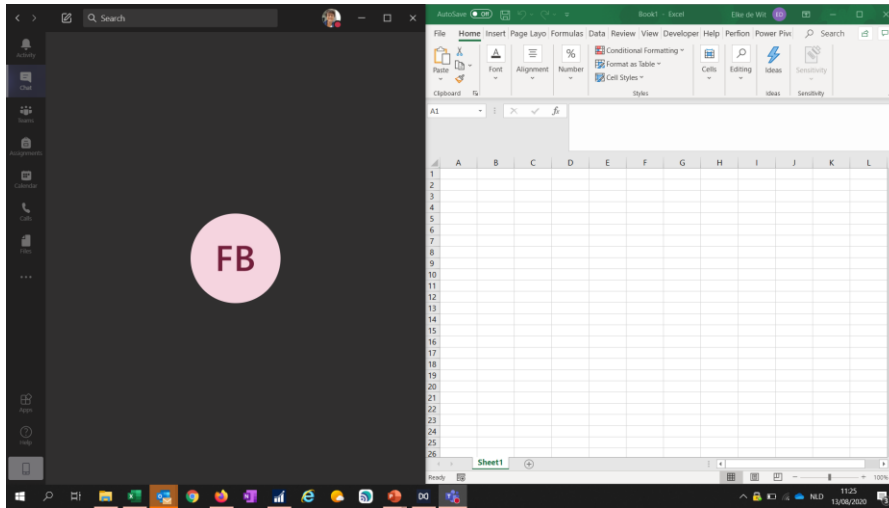 Search
Activity
Chat
Teams
Assignments
Calendar
Calls
Files
FB
Apps
Help
AutoSave Off Book1 - Excel Elke de Wit ED
File Home Insert Page Layo Formulas Data Review View Developer Help Perfion Power Piv Search
Paste Font Alignment Number Conditional Formatting Format as Table Cell Styles Cells Editing Ideas Sensitivity
Clipboard Styles Ideas Sensitivity
A1 fx
A B C D E F G H I J K L
1
2
3
4
5
6
7
8
9
10
11
12
13
14
15
16
17
18
19
20
21
22
23
24
25
26
Sheet1
Ready 100%
NLD 11:25
13/08/2020